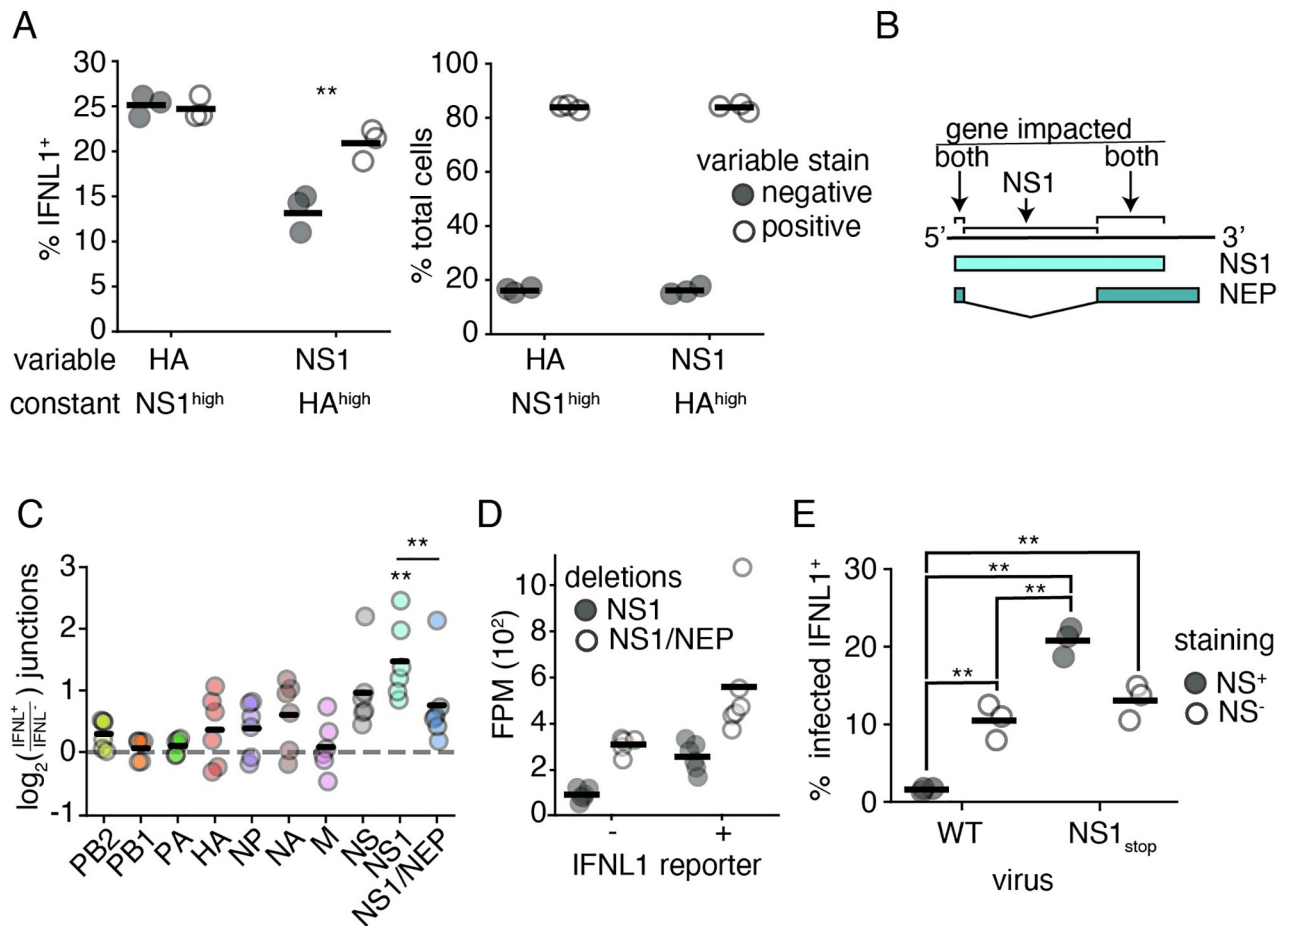 A
30
25
20
15
10
5
0
% IFNL1+
**
variable HA NS1
constant NS1high HAhigh
100
80
60
40
20
0
% total cells
HA NS1
NS1high HAhigh
variable stain
negative
positive
B
gene impacted
both both
NS1
5’ 3’
NS1
NEP
C
3
2
1
0
-1
log2(IFNL+/IFNL-) junctions
**
**
PB2 PB1 PA HA NP NA M NS NS1 NS1/NEP
D
10
8
6
4
2
0
FPM (10²)
deletions
NS1
NS1/NEP
- +
IFNL1 reporter
E
30
20
10
0
% infected IFNL1+
**
**
**
**
WT NS1stop
virus
staining
NS+
NS-